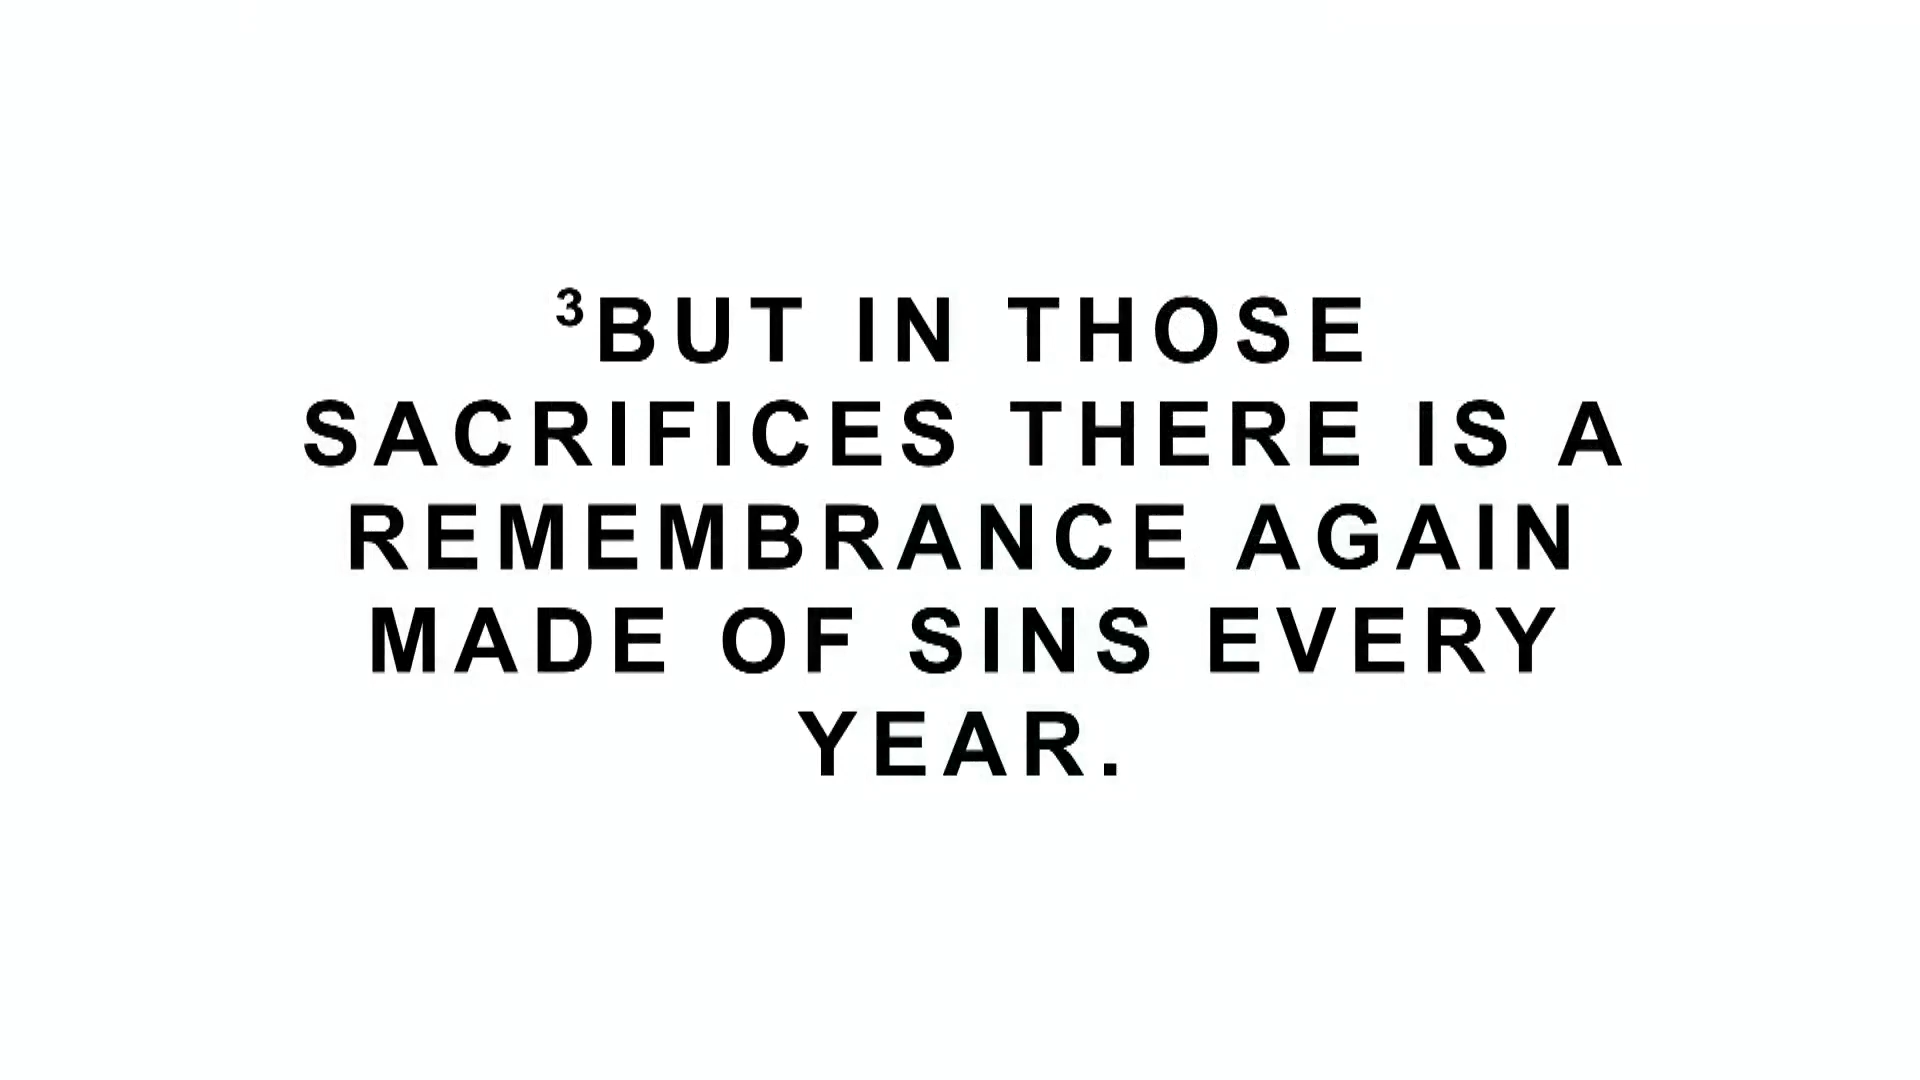 ³BUT IN THOSE
SACRIFICES THERE IS A
REMEMBRANCE AGAIN
MADE OF SINS EVERY
YEAR.